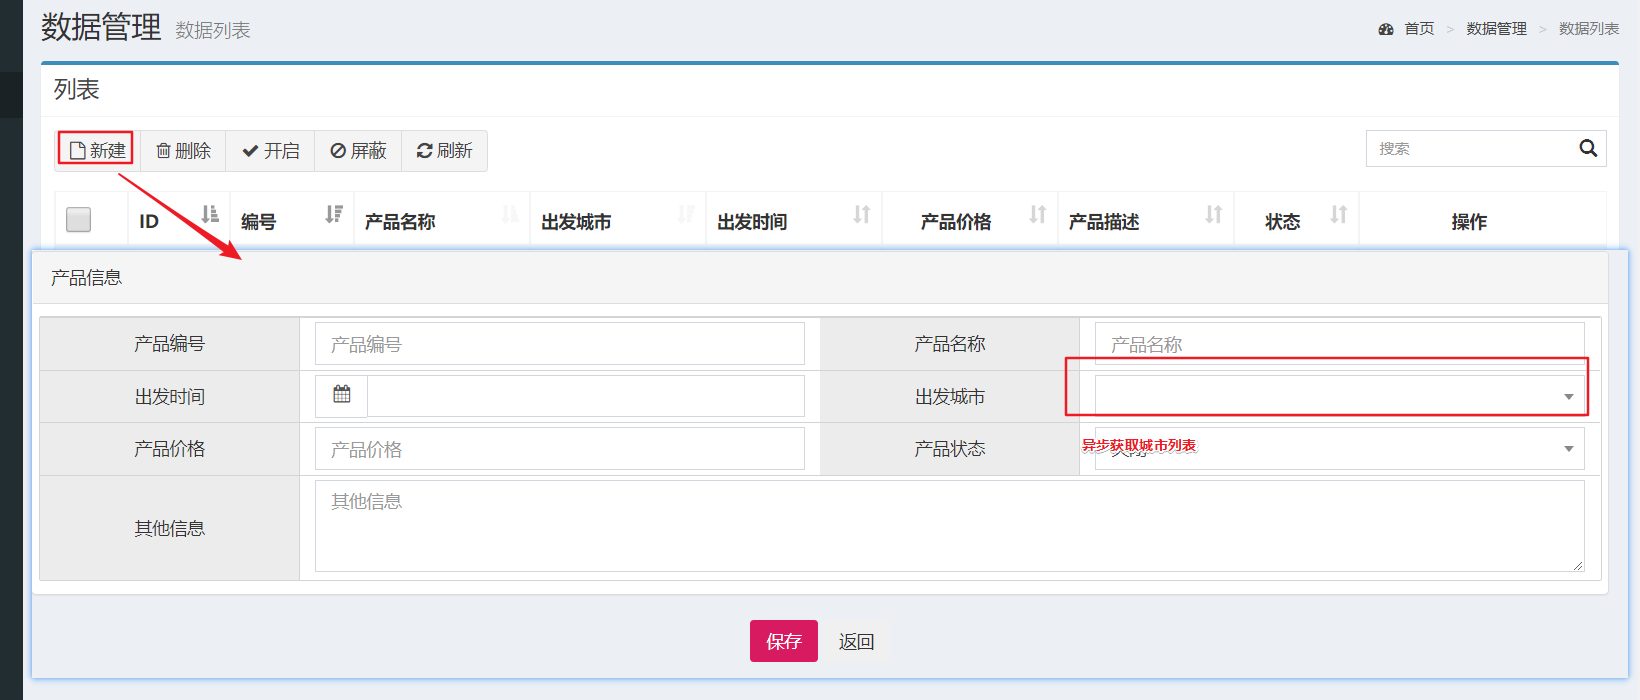 数据管理 数据列表
首页 > 数据管理 > 数据列表
列表
新建 删除 开启 屏蔽 刷新
搜索
ID 编号 产品名称 出发城市 出发时间 产品价格 产品描述 状态 操作
产品信息
产品编号 产品编号 产品名称 产品名称
出发时间 出发城市
产品价格 产品价格 产品状态 异步获取城市列表
其他信息 其他信息
保存 返回